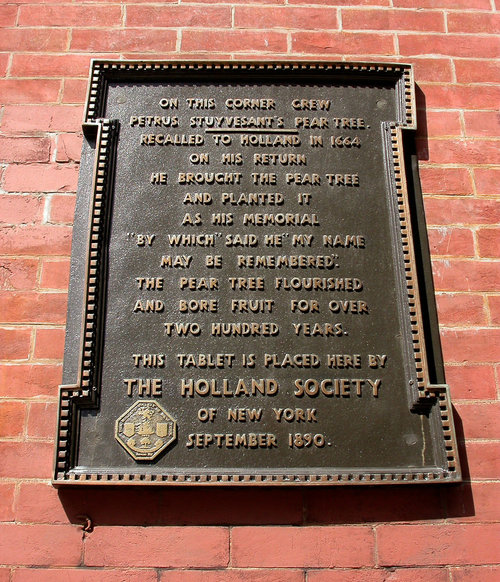 ON THIS CORNER GREW
PETRUS STUYVESANT'S PEAR TREE.
RECALLED TO HOLLAND IN 1664
ON HIS RETURN
HE BROUGHT THE PEAR TREE
AND PLANTED IT
AS HIS MEMORIAL
"BY WHICH" SAID HE "MY NAME
MAY BE REMEMBERED."
THE PEAR TREE FLOURISHED
AND BORE FRUIT FOR OVER
TWO HUNDRED YEARS.
THIS TABLET IS PLACED HERE BY
THE HOLLAND SOCIETY
OF NEW YORK
SEPTEMBER 1890.